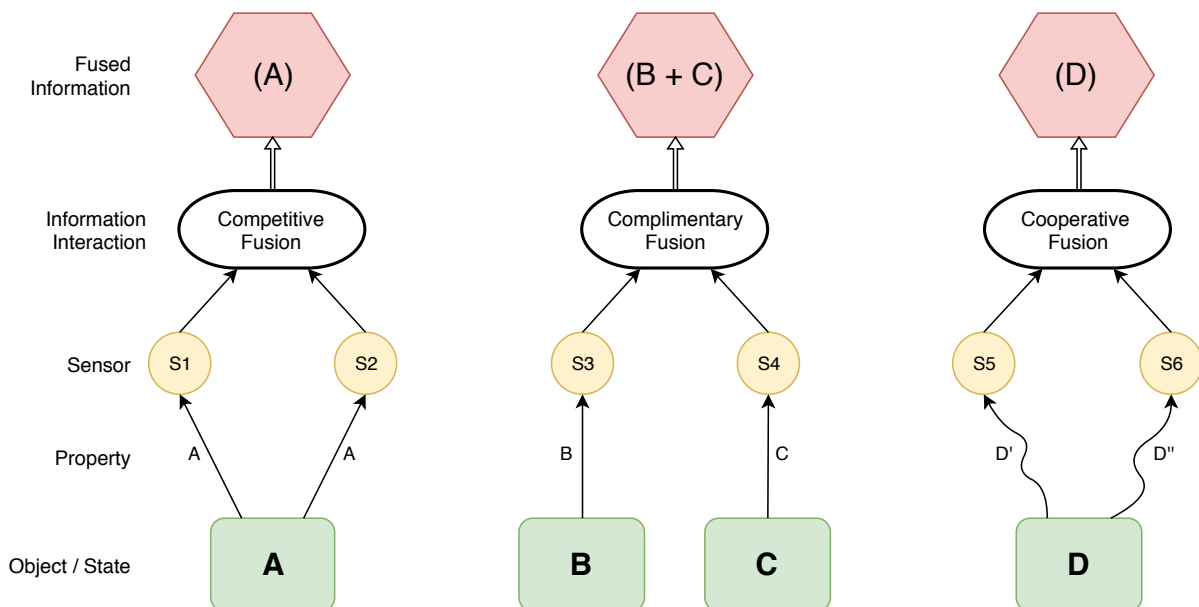 Fused
Information
(A)
(B + C)
(D)
Information
Interaction
Competitive
Fusion
Complimentary
Fusion
Cooperative
Fusion
Sensor
S1
S2
S3
S4
S5
S6
Property
A
A
B
C
D'
D"
Object / State
A
B
C
D